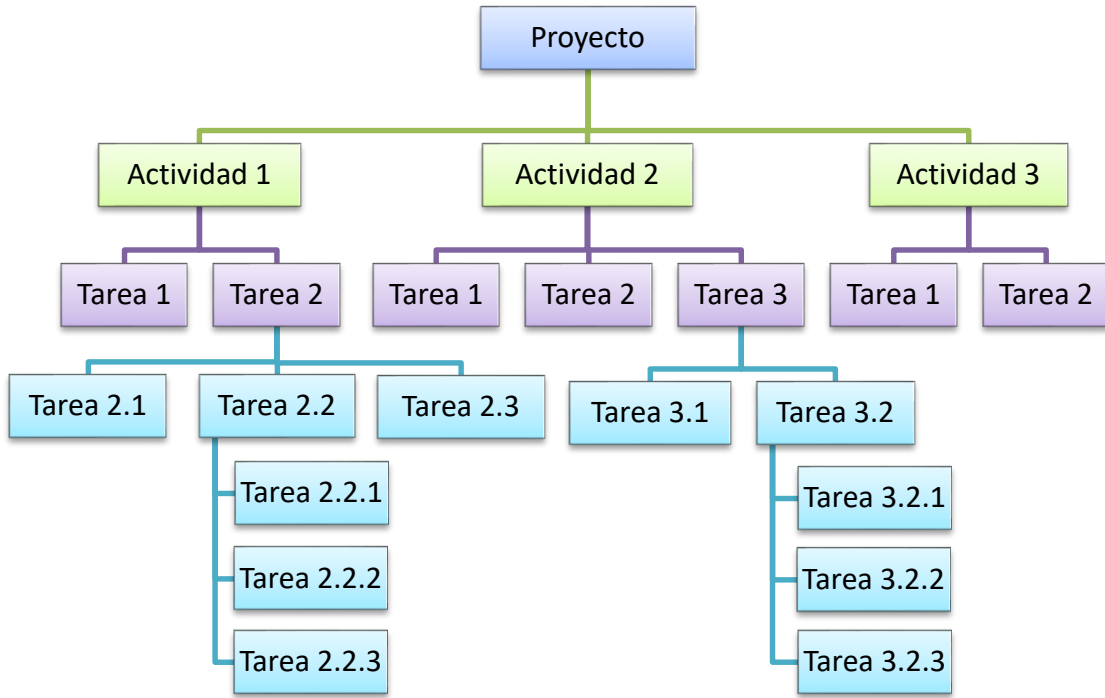 Proyecto
Actividad 1
Actividad 2
Actividad 3
Tarea 1
Tarea 2
Tarea 1
Tarea 2
Tarea 3
Tarea 1
Tarea 2
Tarea 2.1
Tarea 2.2
Tarea 2.3
Tarea 3.1
Tarea 3.2
Tarea 2.2.1
Tarea 3.2.1
Tarea 2.2.2
Tarea 3.2.2
Tarea 2.2.3
Tarea 3.2.3